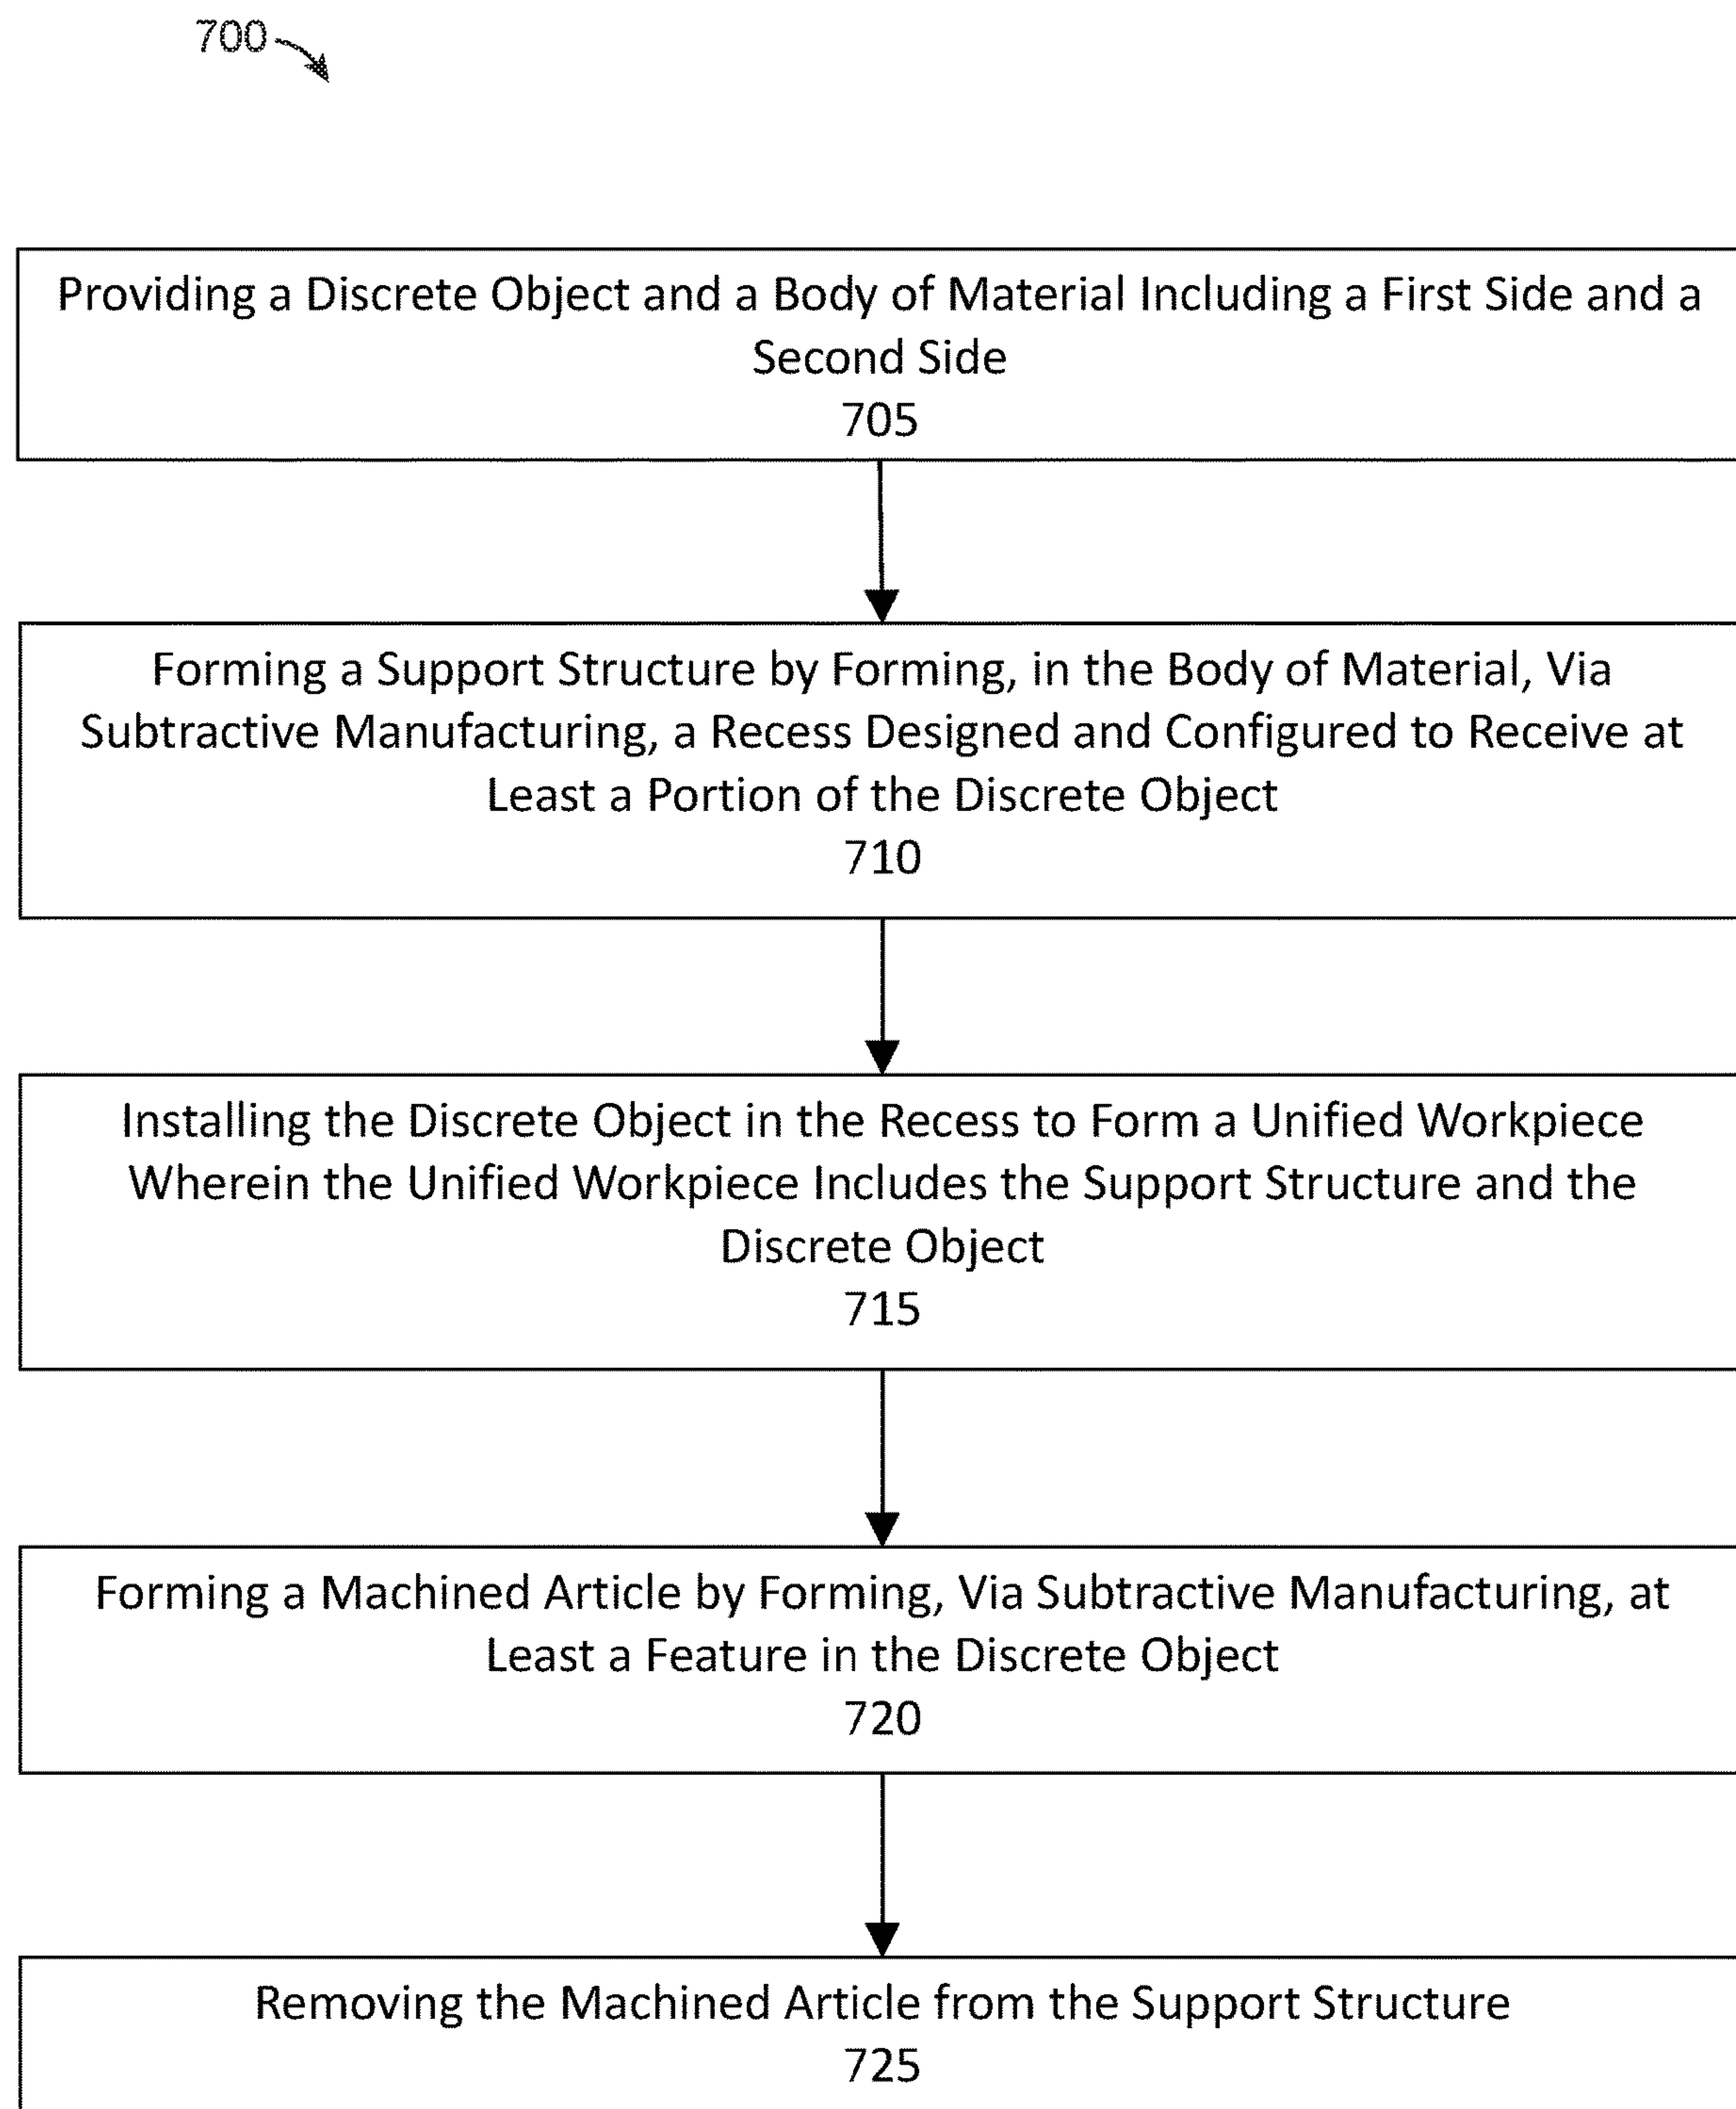 700
Providing a Discrete Object and a Body of Material Including a First Side and a
Second Side
705
Forming a Support Structure by Forming, in the Body of Material, Via
Subtractive Manufacturing, a Recess Designed and Configured to Receive at
Least a Portion of the Discrete Object
710
Installing the Discrete Object in the Recess to Form a Unified Workpiece
Wherein the Unified Workpiece Includes the Support Structure and the
Discrete Object
715
Forming a Machined Article by Forming, Via Subtractive Manufacturing, at
Least a Feature in the Discrete Object
720
Removing the Machined Article from the Support Structure
725